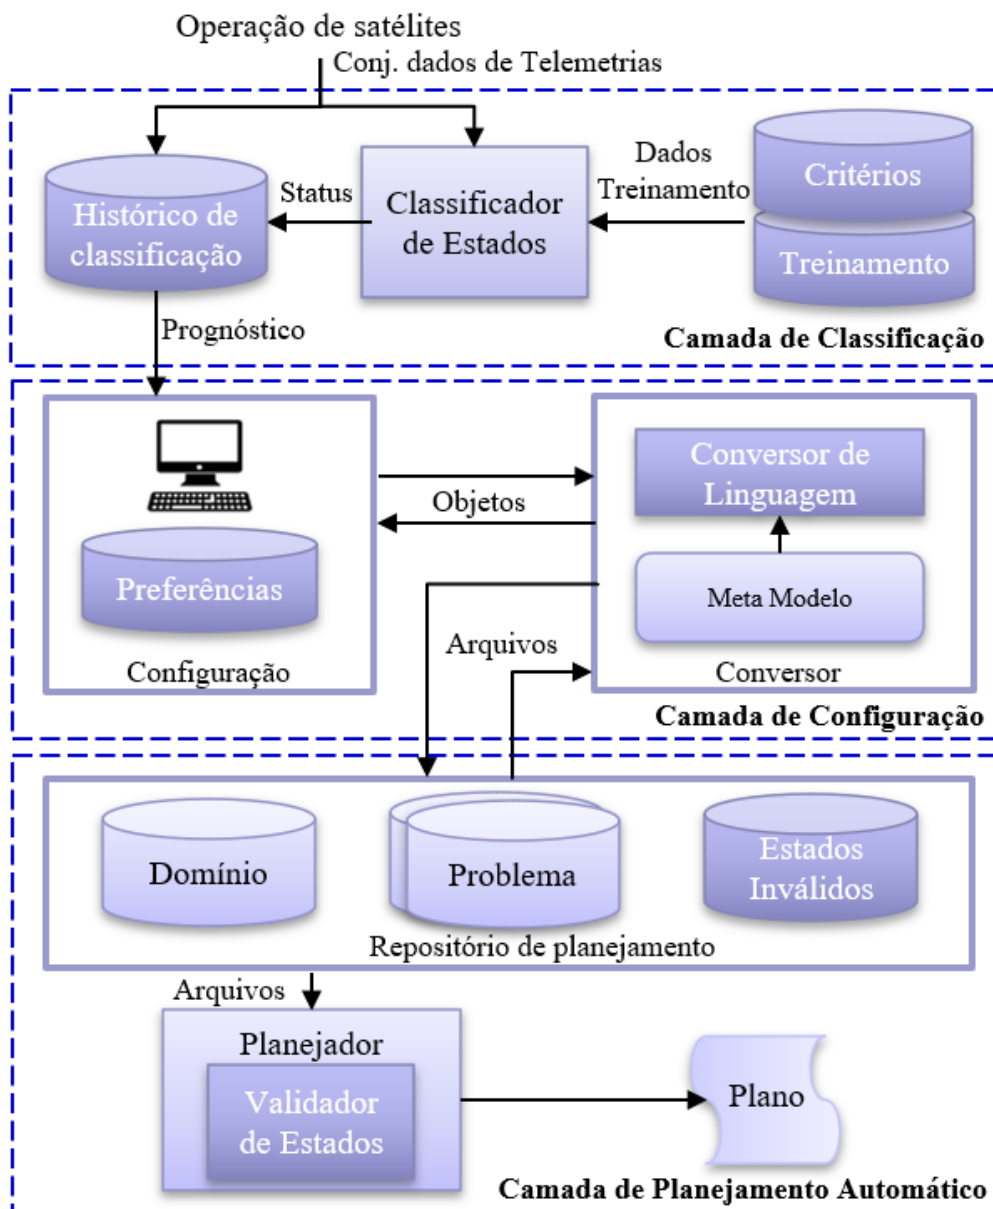 Operação de satélites
Conj. dados de Telemetrias
Histórico de
classificação
Status
Classificador
de Estados
Dados
Treinamento
Critérios
Treinamento
Prognóstico
Camada de Classificação
Preferências
Configuração
Objetos
Conversor de
Linguagem
Meta Modelo
Conversor
Arquivos
Camada de Configuração
Domínio
Problema
Estados
Inválidos
Repositório de planejamento
Arquivos
Planejador
Validador
de Estados
Plano
Camada de Planejamento Automático